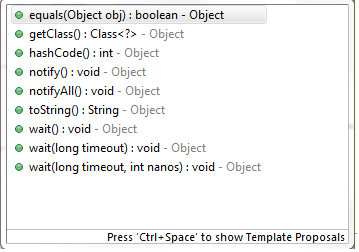 equals(Object obj) : boolean - Object
getClass() : Class<?> - Object
hashCode() : int - Object
notify() : void - Object
notifyAll() : void - Object
toString() : String - Object
wait() : void - Object
wait(long timeout) : void - Object
wait(long timeout, int nanos) : void - Object
Press 'Ctrl+Space' to show Template Proposals